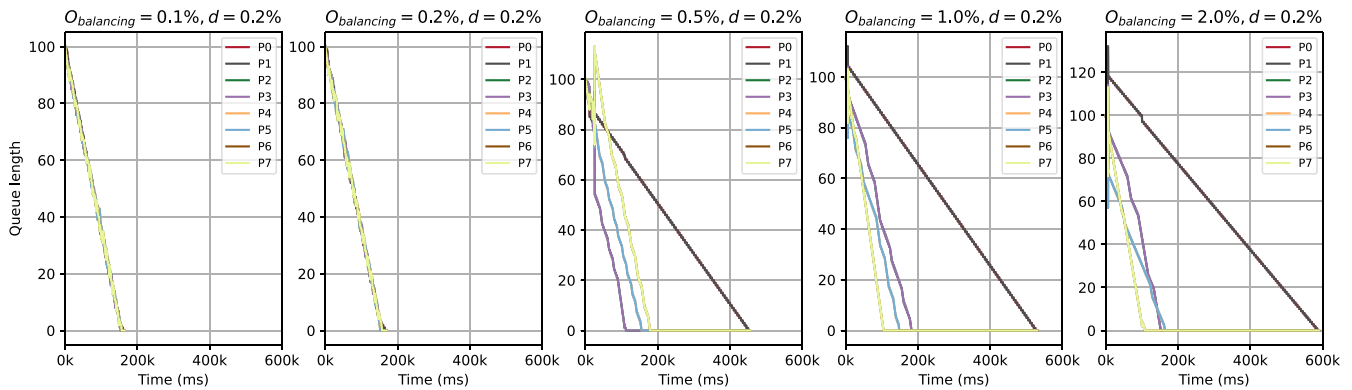 O_balancing = 0.1%, d = 0.2%
100
80
60
40
20
0
Queue length
0k 200k 400k 600k
Time (ms)
P0
P1
P2
P3
P4
P5
P6
P7
O_balancing = 0.2%, d = 0.2%
100
80
60
40
20
0
0k 200k 400k 600k
Time (ms)
P0
P1
P2
P3
P4
P5
P6
P7
O_balancing = 0.5%, d = 0.2%
100
80
60
40
20
0
0k 200k 400k 600k
Time (ms)
P0
P1
P2
P3
P4
P5
P6
P7
O_balancing = 1.0%, d = 0.2%
100
80
60
40
20
0
0k 200k 400k 600k
Time (ms)
P0
P1
P2
P3
P4
P5
P6
P7
O_balancing = 2.0%, d = 0.2%
120
100
80
60
40
20
0
0k 200k 400k 600k
Time (ms)
P0
P1
P2
P3
P4
P5
P6
P7